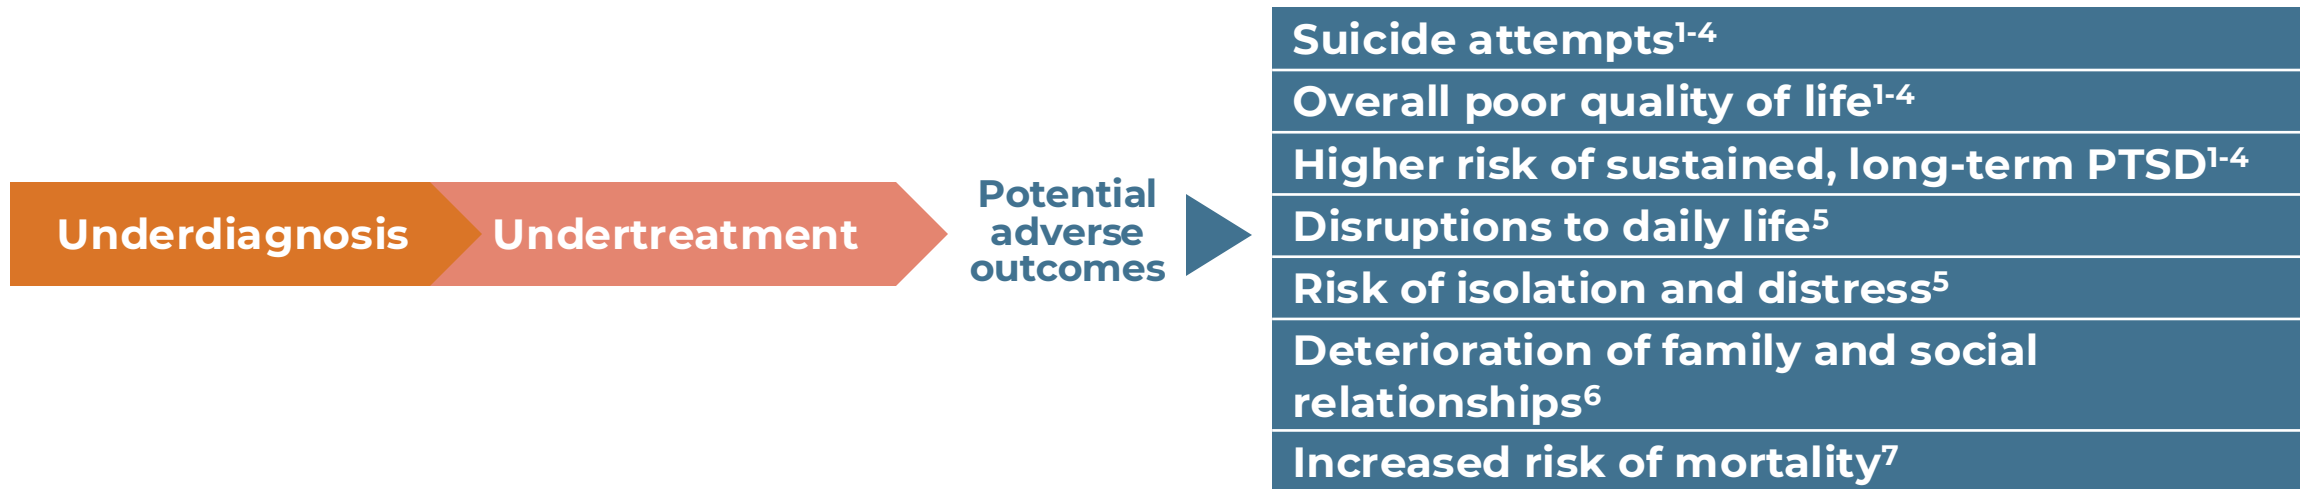 Underdiagnosis
Undertreatment
Potential
adverse
outcomes
Suicide attempts¹⁻⁴
Overall poor quality of life¹⁻⁴
Higher risk of sustained, long-term PTSD¹⁻⁴
Disruptions to daily life⁵
Risk of isolation and distress⁵
Deterioration of family and social
relationships⁶
Increased risk of mortality⁷